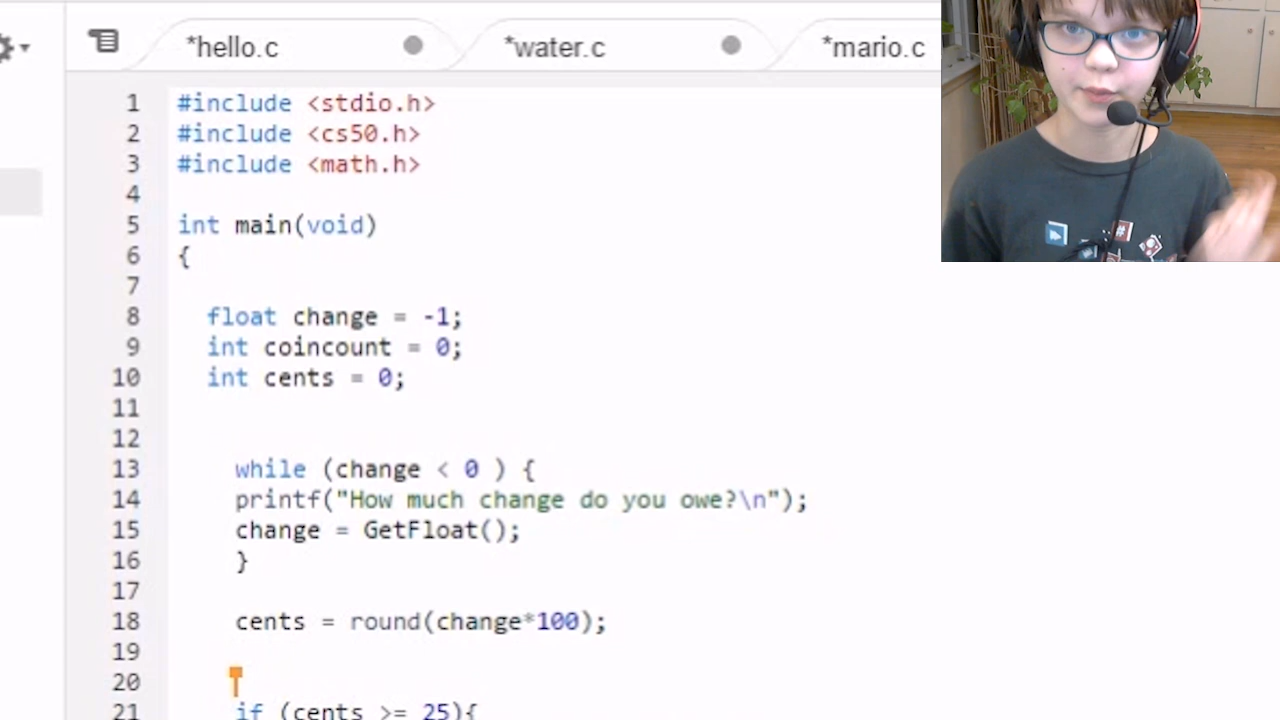 *hello.c *water.c *mario.c
1 #include <stdio.h>
2 #include <cs50.h>
3 #include <math.h>
4
5 int main(void)
6 {
7
8 float change = -1;
9 int coincount = 0;
10 int cents = 0;
11
12
13 while (change < 0 ) {
14 printf("How much change do you owe?\n");
15 change = GetFloat();
16 }
17
18 cents = round(change*100);
19
20
21 if (cents >= 25){